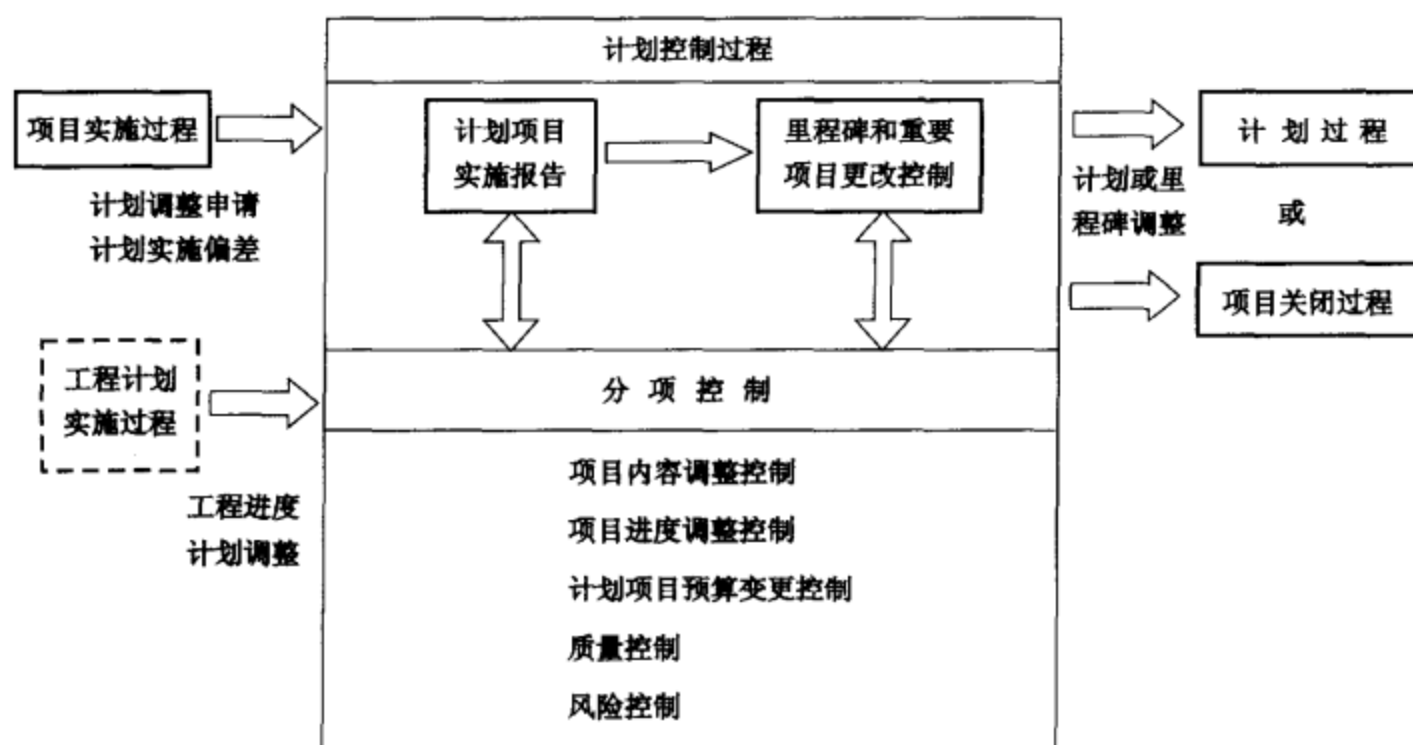 计划控制过程
项目实施过程
计划调整申请
计划实施偏差
计划项目
实施报告
里程碑和重要
项目更改控制
计划或里
程碑调整
计划过程
或
项目关闭过程
工程计划
实施过程
工程进度
计划调整
分项控制
项目内容调整控制
项目进度调整控制
计划项目预算变更控制
质量控制
风险控制